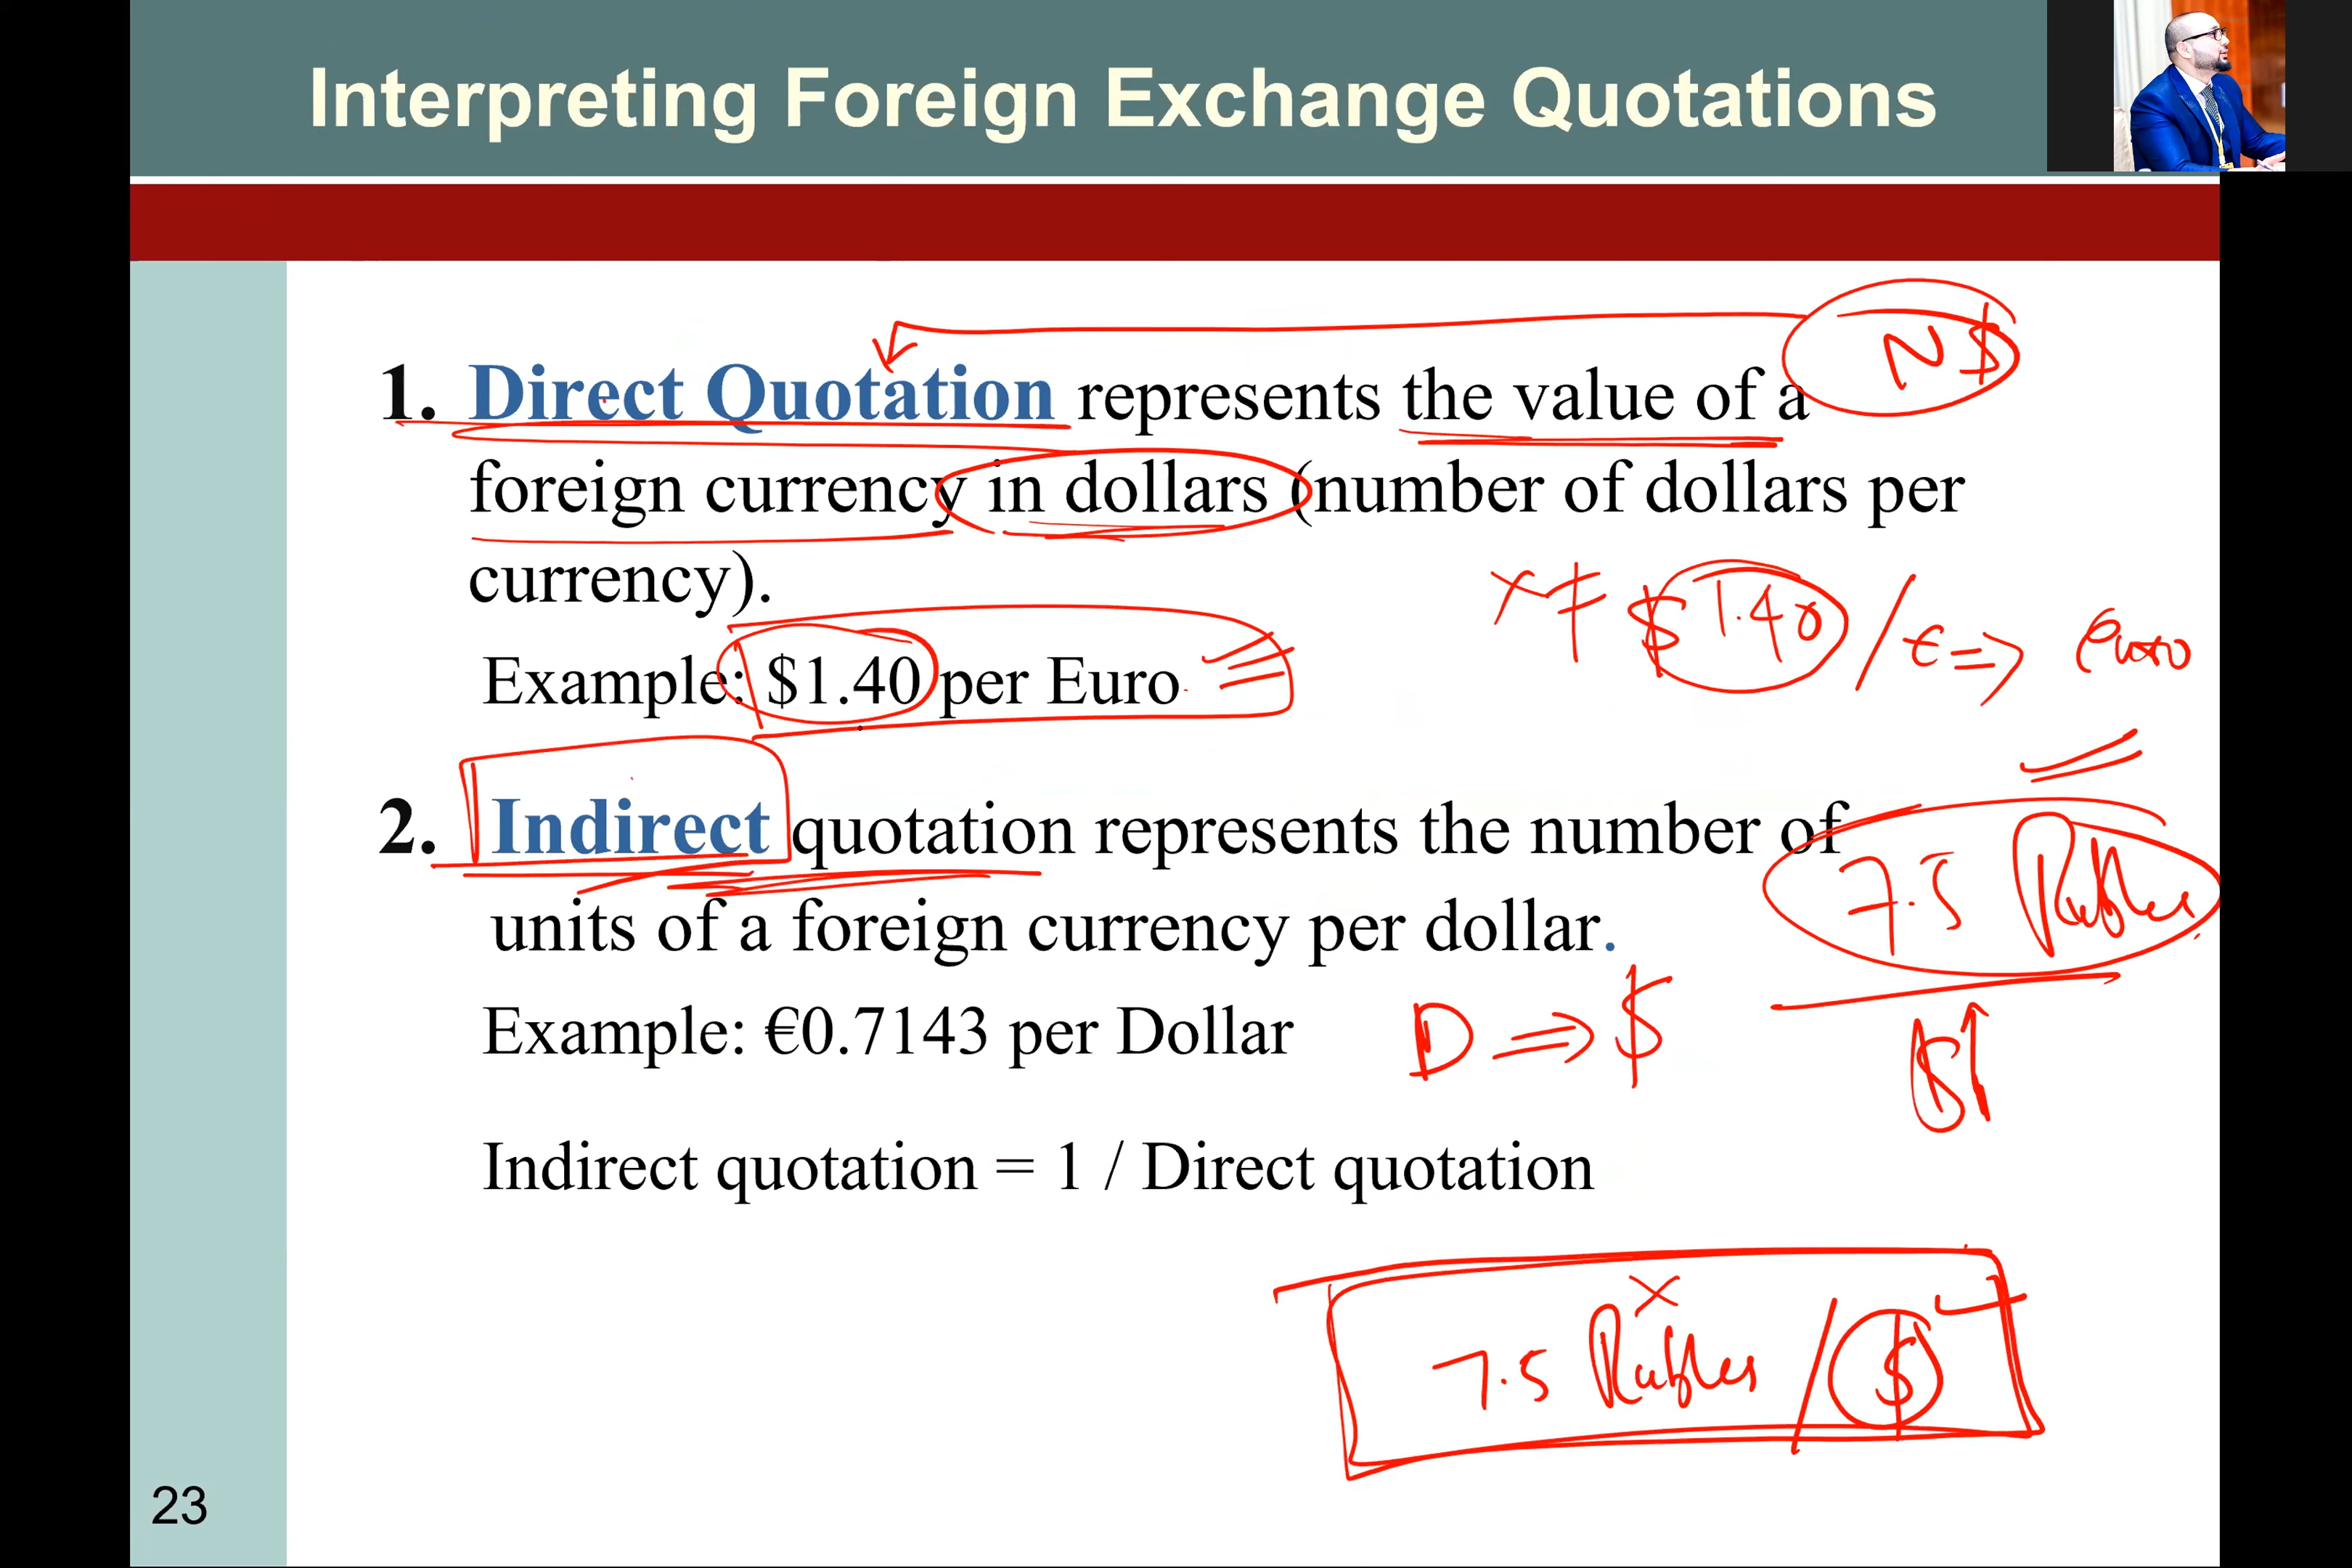 Interpreting Foreign Exchange Quotations
N $
1. Direct Quotation represents the value of a
foreign currency in dollars (number of dollars per
currency).
$ 1.40 / € ⇒ euro
Example: $1.40 per Euro
2. Indirect quotation represents the number of
7.5 Rubles
units of a foreign currency per dollar.
$↑
Example: €0.7143 per Dollar
D ⇒ $
Indirect quotation = 1 / Direct quotation
7.5 Rubles / $
23